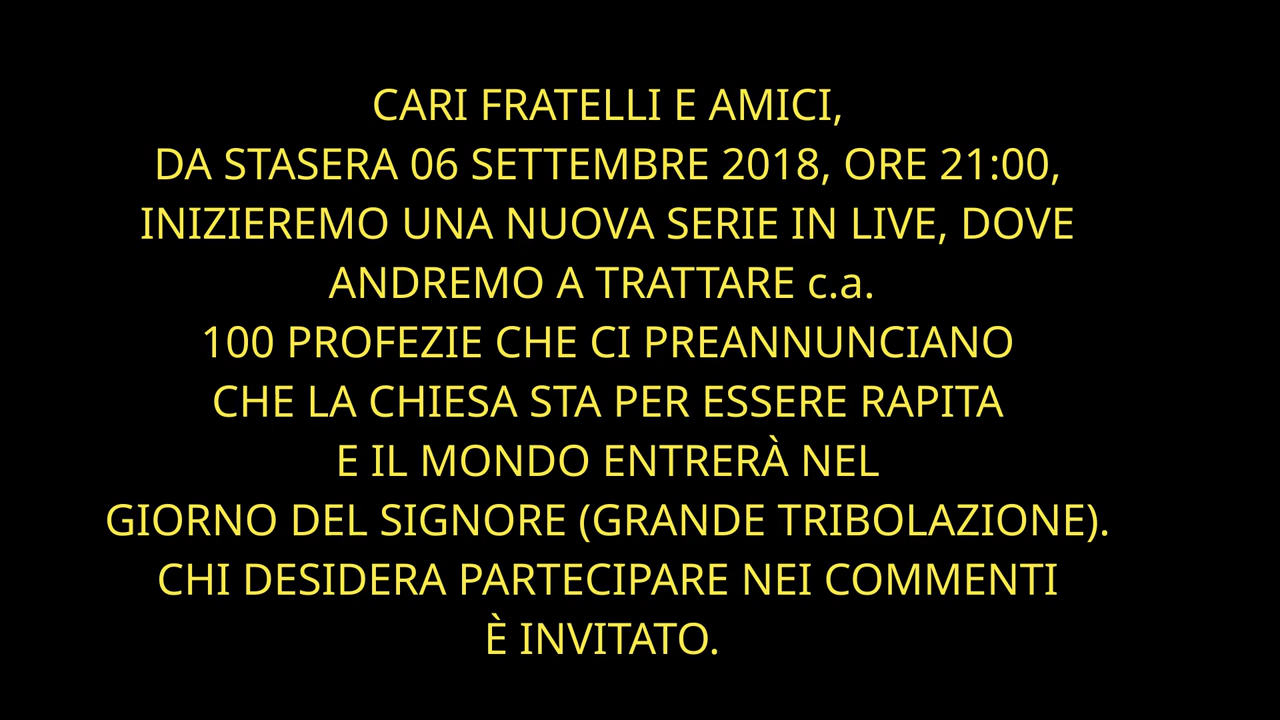 CARI FRATELLI E AMICI,
DA STASERA 06 SETTEMBRE 2018, ORE 21:00,
INIZIEREMO UNA NUOVA SERIE IN LIVE, DOVE
ANDREMO A TRATTARE c.a.
100 PROFEZIE CHE CI PREANNUNCIANO
CHE LA CHIESA STA PER ESSERE RAPITA
E IL MONDO ENTRERÀ NEL
GIORNO DEL SIGNORE (GRANDE TRIBOLAZIONE).
CHI DESIDERA PARTECIPARE NEI COMMENTI
È INVITATO.